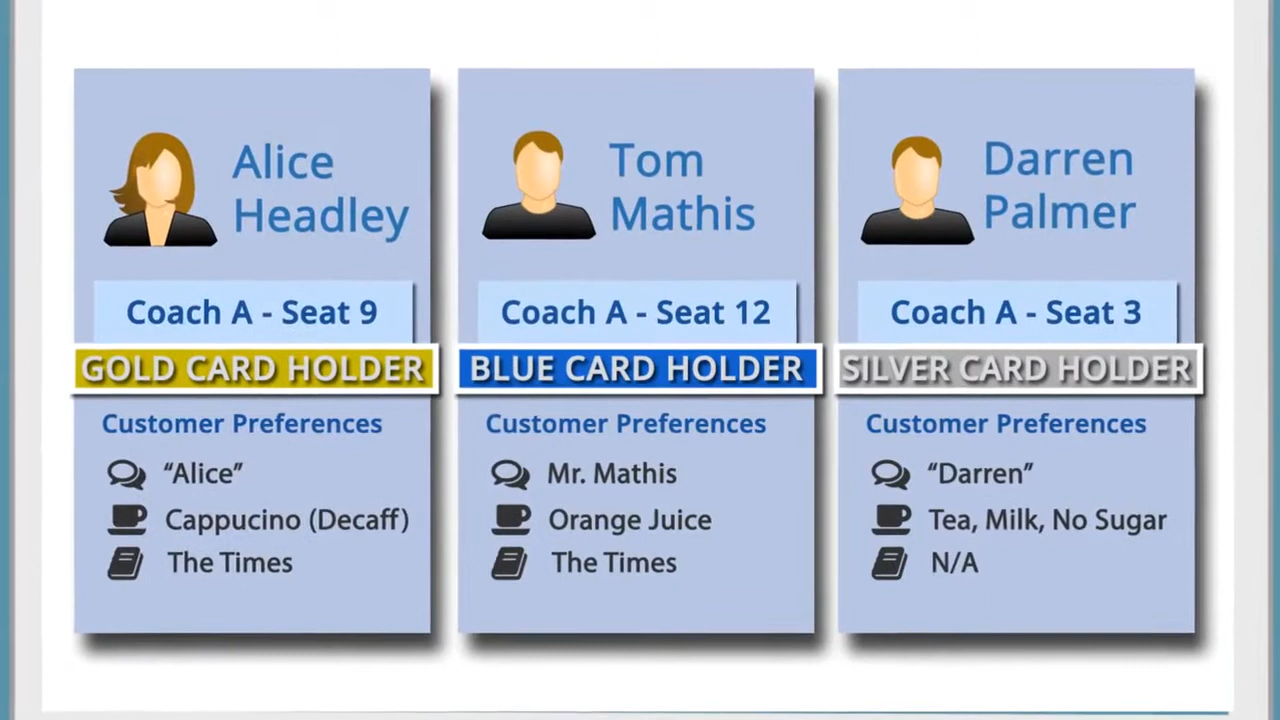 Alice
Headley
Coach A - Seat 9
GOLD CARD HOLDER
Customer Preferences
“Alice”
Cappucino (Decaff)
The Times
Tom
Mathis
Coach A - Seat 12
BLUE CARD HOLDER
Customer Preferences
Mr. Mathis
Orange Juice
The Times
Darren
Palmer
Coach A - Seat 3
SILVER CARD HOLDER
Customer Preferences
“Darren”
Tea, Milk, No Sugar
N/A